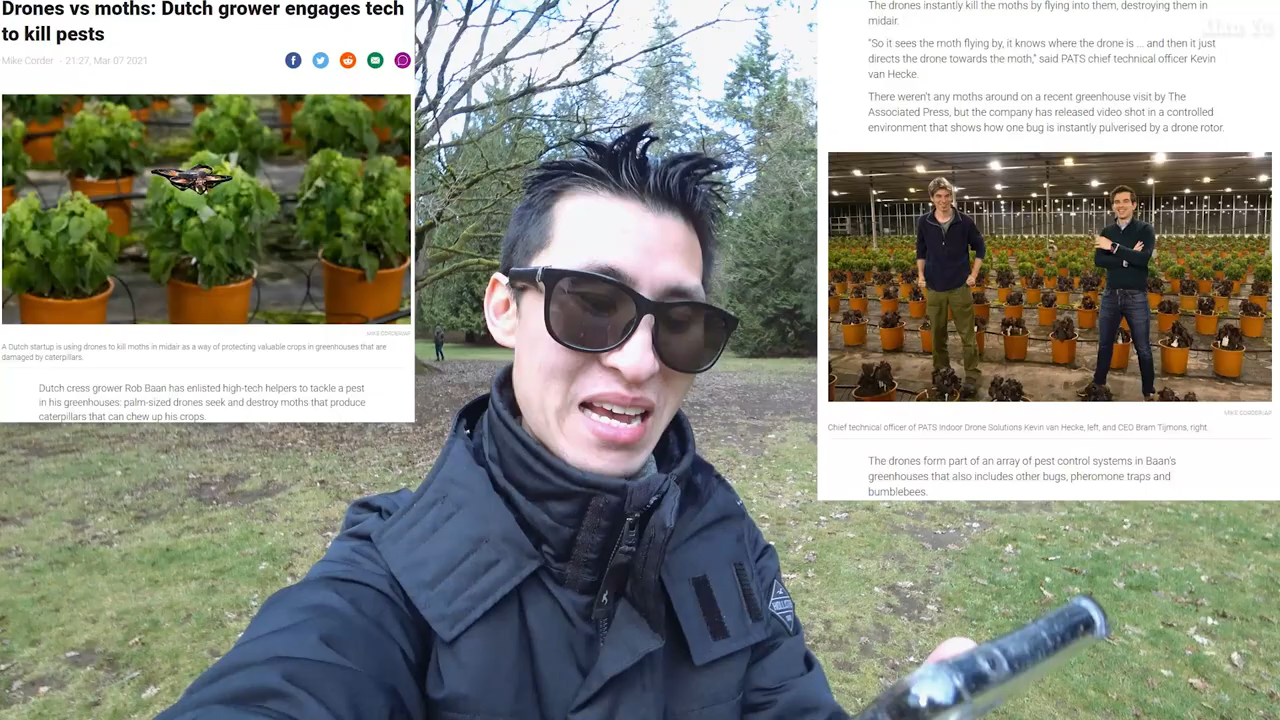 Drones vs moths: Dutch grower engages tech
to kill pests
Mike Corder - 21:27, Mar 07 2021
MIKE CORDER/AP
A Dutch startup is using drones to kill moths in midair as a way of protecting valuable crops in greenhouses that are
damaged by caterpillars.
Dutch cress grower Rob Baan has enlisted high-tech helpers to tackle a pest
in his greenhouses: palm-sized drones seek and destroy moths that produce
caterpillars that can chew up his crops.
The drones instantly kill the moths by flying into them, destroying them in
midair.
"So it sees the moth flying by, it knows where the drone is ... and then it just
directs the drone towards the moth," said PATS chief technical officer Kevin
van Hecke.
There weren't any moths around on a recent greenhouse visit by The
Associated Press, but the company has released video shot in a controlled
environment that shows how one bug is instantly pulverised by a drone rotor.
MIKE CORDER/AP
Chief technical officer of PATS Indoor Drone Solutions Kevin van Hecke, left, and CEO Bram Tijmons, right.
The drones form part of an array of pest control systems in Baan's
greenhouses that also includes other bugs, pheromone traps and
bumblebees.
HOLLISTER